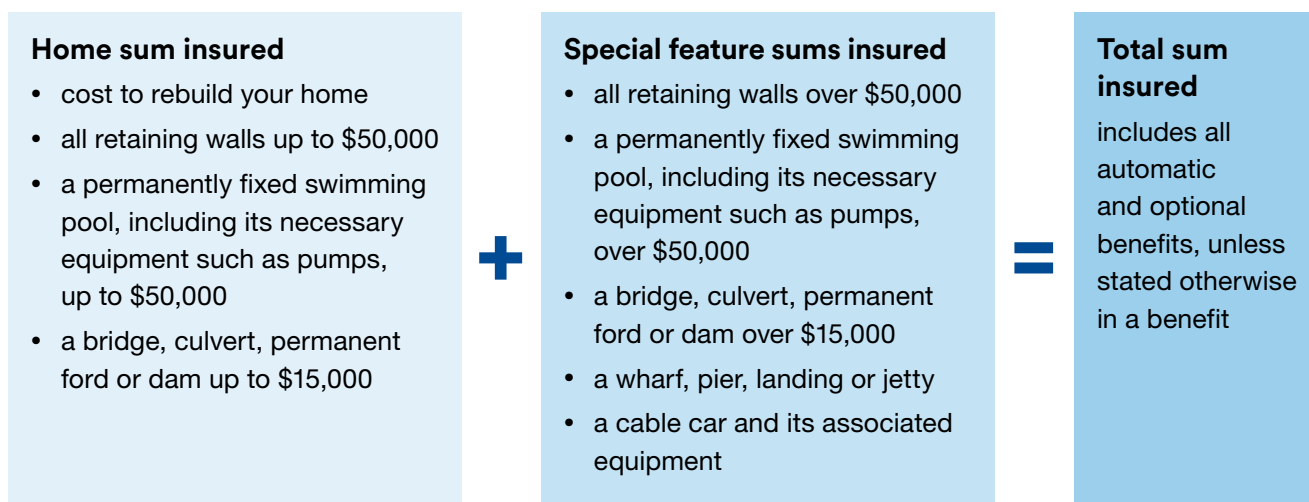 Home sum insured
• cost to rebuild your home
• all retaining walls up to $50,000
• a permanently fixed swimming
pool, including its necessary
equipment such as pumps,
up to $50,000
• a bridge, culvert, permanent
ford or dam up to $15,000
+
Special feature sums insured
• all retaining walls over $50,000
• a permanently fixed swimming
pool, including its necessary
equipment such as pumps,
over $50,000
• a bridge, culvert, permanent
ford or dam over $15,000
• a wharf, pier, landing or jetty
• a cable car and its associated
equipment
=
Total sum
insured
includes all
automatic
and optional
benefits, unless
stated otherwise
in a benefit